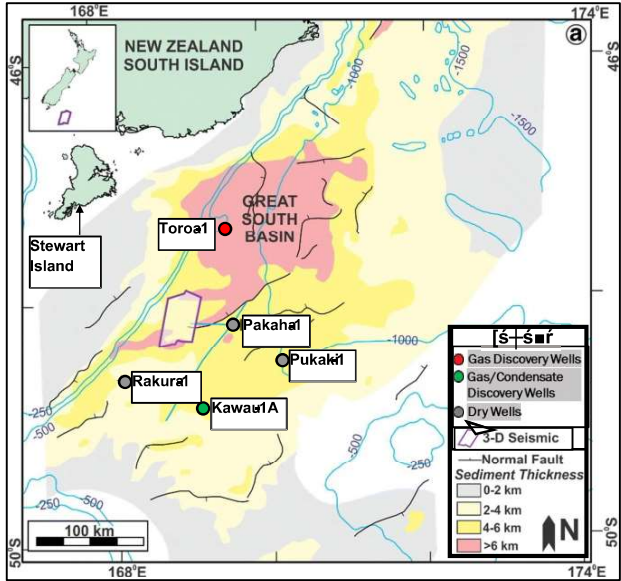 168°E
174°E
a
NEW ZEALAND
SOUTH ISLAND
46°S
46°S
-1000
-1500
-1500
GREAT
SOUTH
BASIN
Toroa1
Stewart
Island
Pakaha1
Pukaki1
-1000
Rakura1
Kawau1A
-250
-500
-500
-250
-250
-500
Gas Discovery Wells
Gas/Condensate
Discovery Wells
Dry Wells
3-D Seismic
Normal Fault
Sediment Thickness
0-2 km
2-4 km
4-6 km
>6 km
N
100 km
50°S
50°S
168°E
174°E